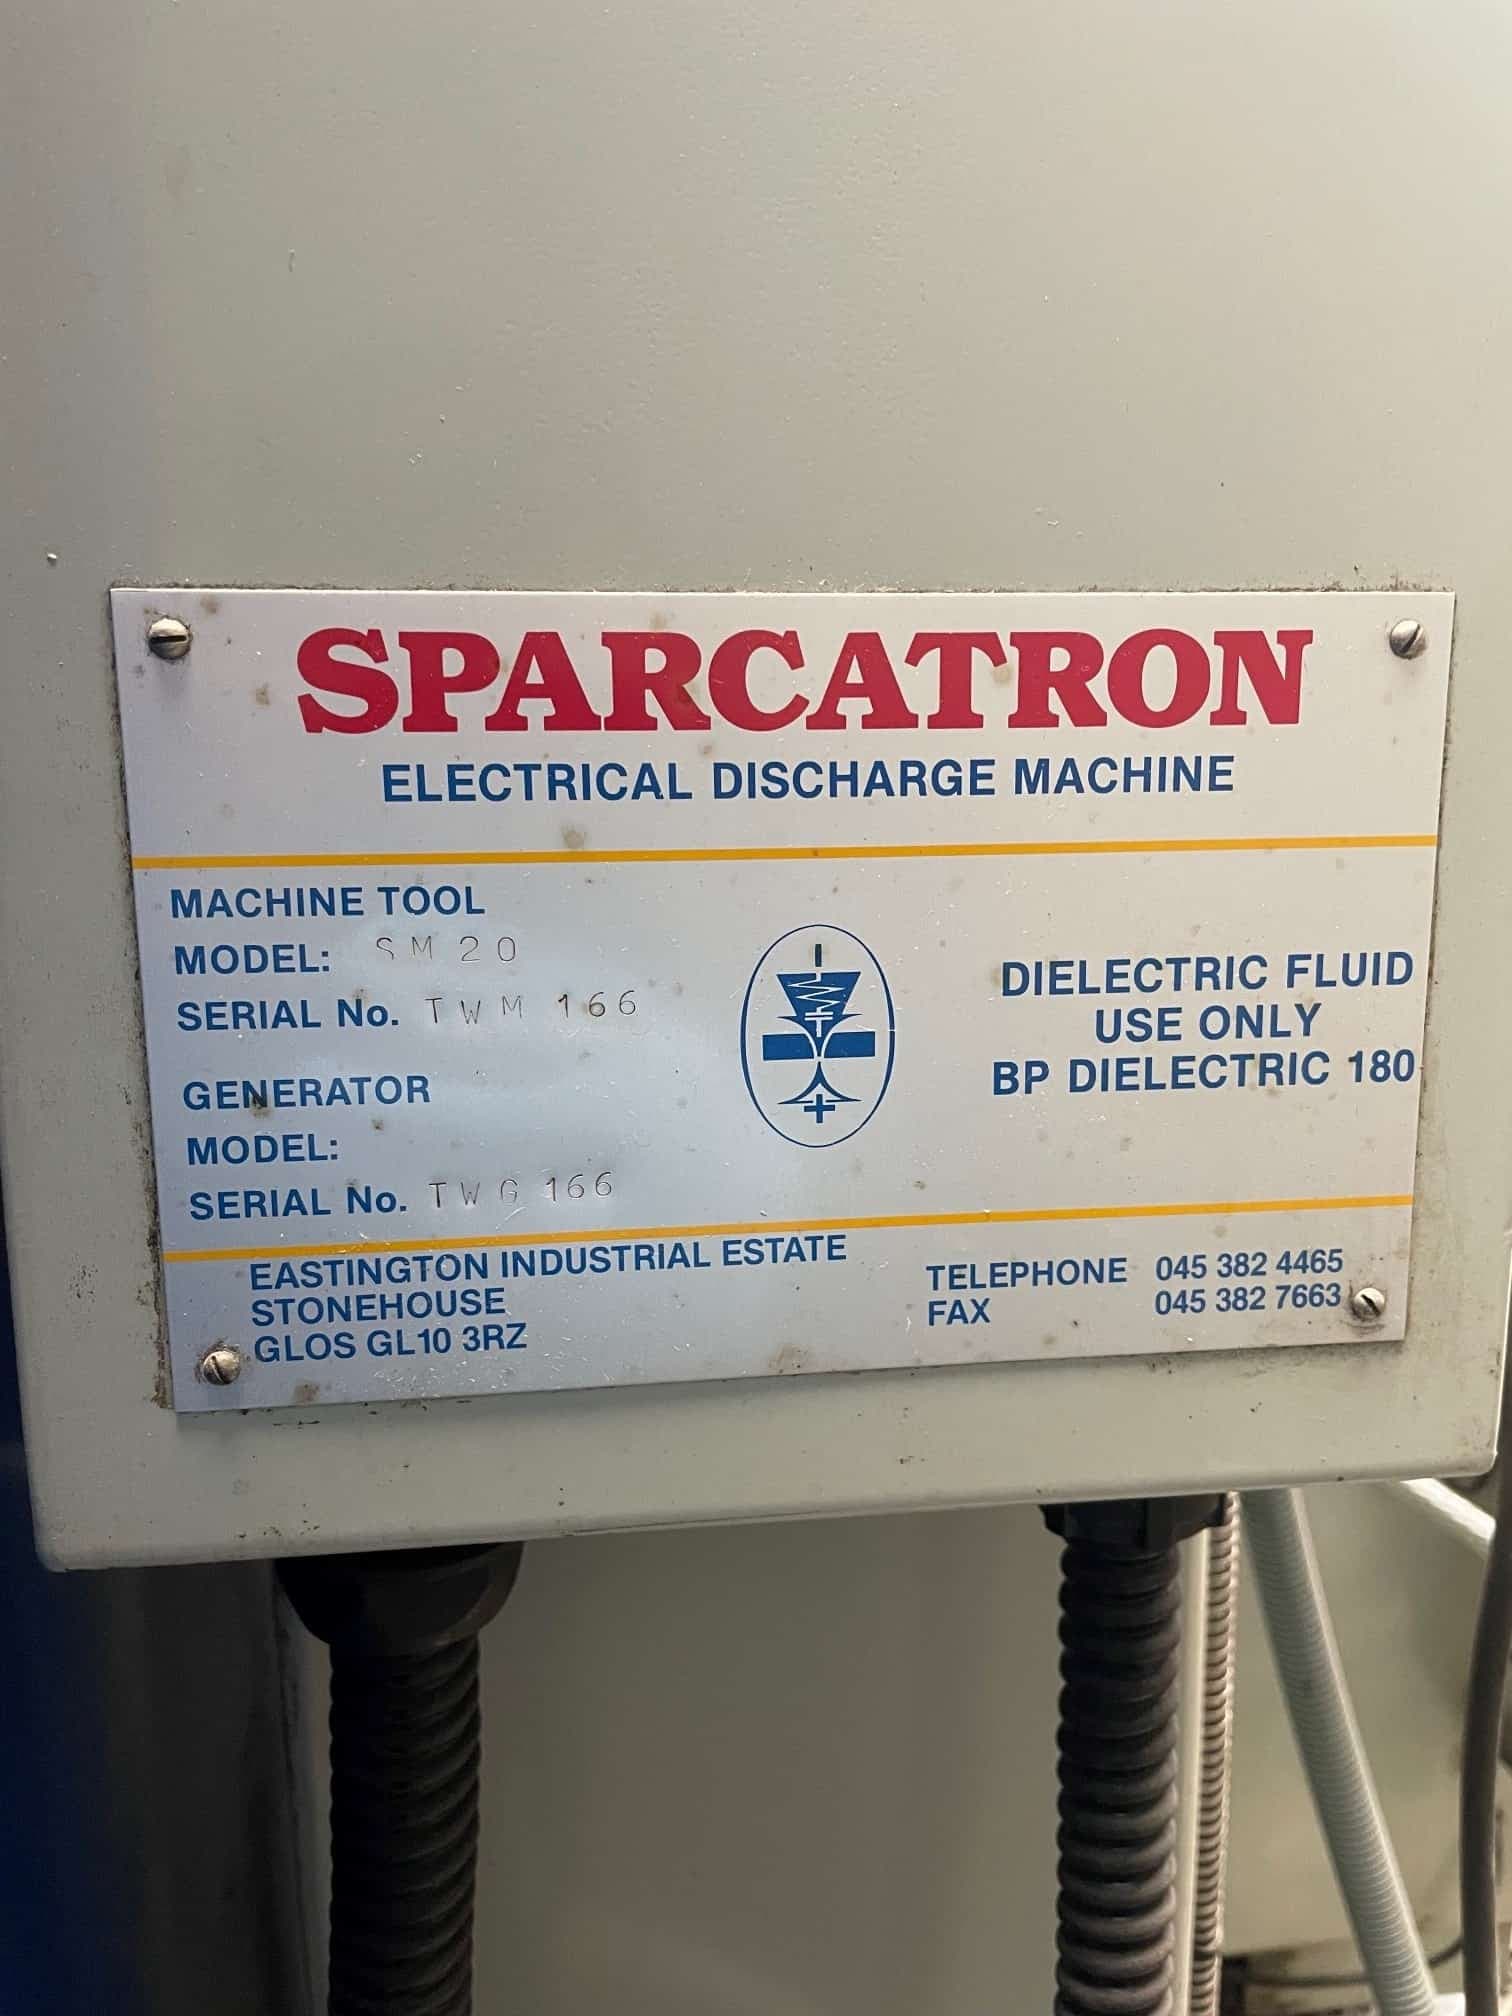 SPARCATRON
ELECTRICAL DISCHARGE MACHINE
MACHINE TOOL
MODEL: SM 20
SERIAL No. TWM 166
GENERATOR
MODEL:
SERIAL No. TWG 166
DIELECTRIC FLUID
USE ONLY
BP DIELECTRIC 180
EASTINGTON INDUSTRIAL ESTATE
STONEHOUSE
GLOS GL10 3RZ
TELEPHONE 045 382 4465
FAX 045 382 7663